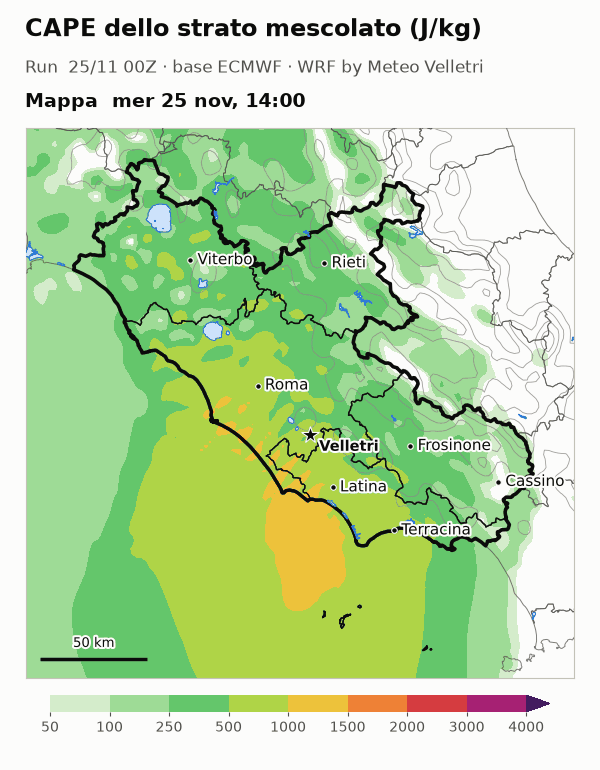 CAPE dello strato mescolato (J/kg)
Run  25/11 00Z · base ECMWF · WRF by Meteo Velletri
Mappa  mer 25 nov, 14:00
Viterbo
Rieti
Roma
Velletri
Frosinone
Cassino
Latina
Terracina
50 km
50 100 250 500 1000 1500 2000 3000 4000